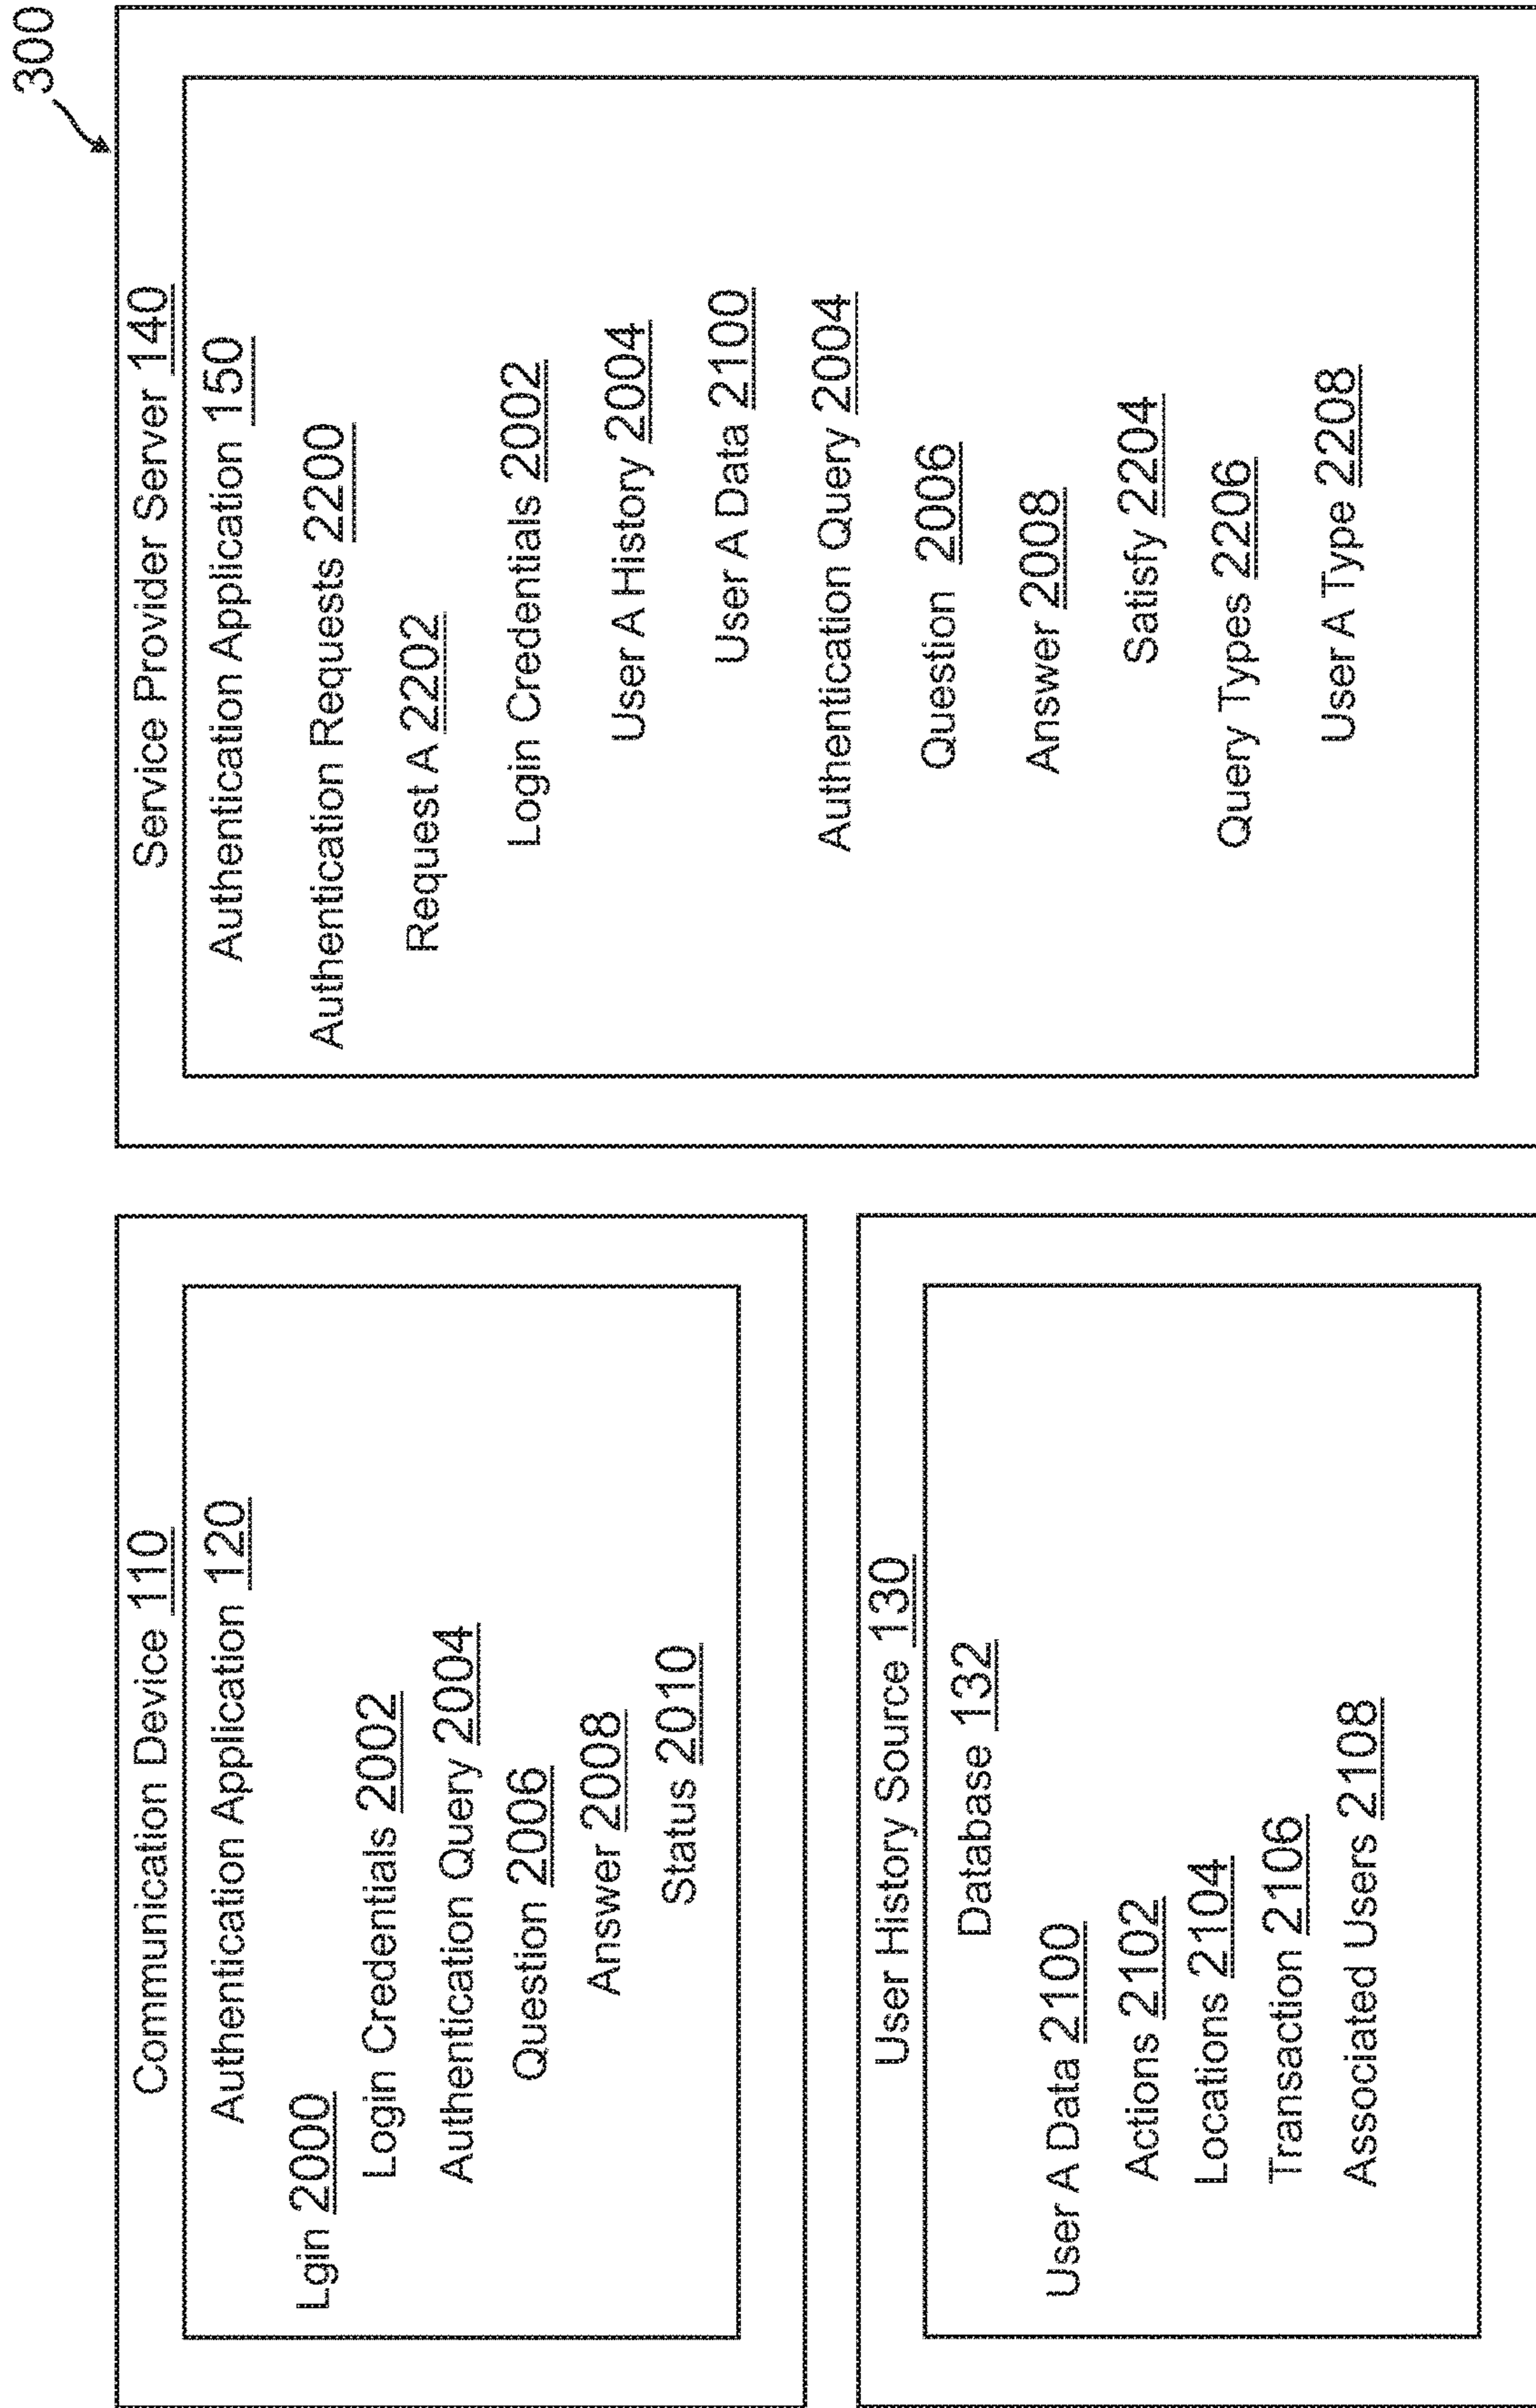 300
Communication Device 110
Authentication Application 120
Lgin 2000
Login Credentials 2002
Authentication Query 2004
Question 2006
Answer 2008
Status 2010
User History Source 130
Database 132
User A Data 2100
Actions 2102
Locations 2104
Transaction 2106
Associated Users 2108
Service Provider Server 140
Authentication Application 150
Authentication Requests 2200
Request A 2202
Login Credentials 2002
User A History 2004
User A Data 2100
Authentication Query 2004
Question 2006
Answer 2008
Satisfy 2204
Query Types 2206
User A Type 2208